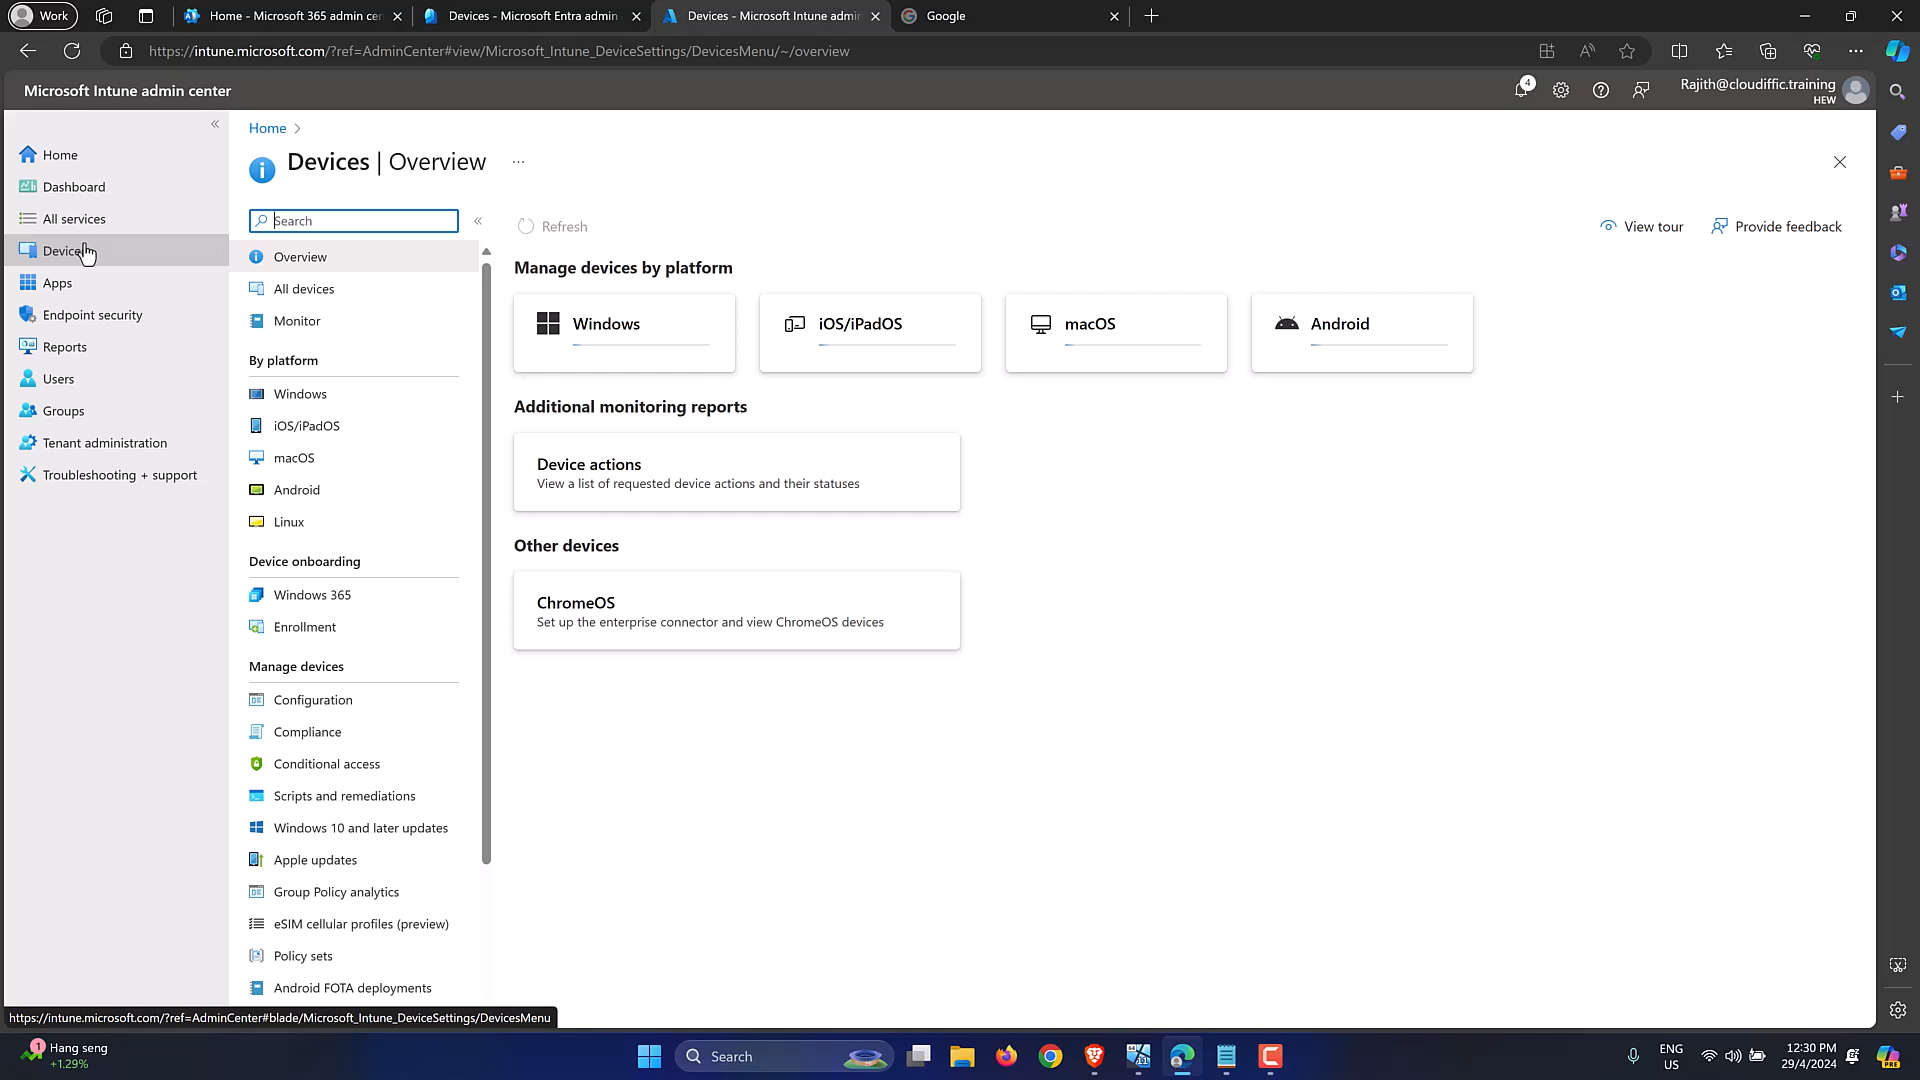 Work
Home - Microsoft 365 admin cen
Devices - Microsoft Entra admin
Devices - Microsoft Intune admin
Google
https://intune.microsoft.com/?ref=AdminCenter#view/Microsoft_Intune_DeviceSettings/DevicesMenu/~/overview
Microsoft Intune admin center
4
Rajith@cloudiffic.training
HEW
Home
Dashboard
All services
Devices
Apps
Endpoint security
Reports
Users
Groups
Tenant administration
Troubleshooting + support
Home >
Devices | Overview ...
Search
Overview
All devices
Monitor
By platform
Windows
iOS/iPadOS
macOS
Android
Linux
Device onboarding
Windows 365
Enrollment
Manage devices
Configuration
Compliance
Conditional access
Scripts and remediations
Windows 10 and later updates
Apple updates
Group Policy analytics
eSIM cellular profiles (preview)
Policy sets
Android FOTA deployments
Refresh
View tour
Provide feedback
Manage devices by platform
Windows
iOS/iPadOS
macOS
Android
Additional monitoring reports
Device actions
View a list of requested device actions and their statuses
Other devices
ChromeOS
Set up the enterprise connector and view ChromeOS devices
https://intune.microsoft.com/?ref=AdminCenter#blade/Microsoft_Intune_DeviceSettings/DevicesMenu
1
Hang seng
+1.29%
Search
ENG
US
12:30 PM
29/4/2024
PRE